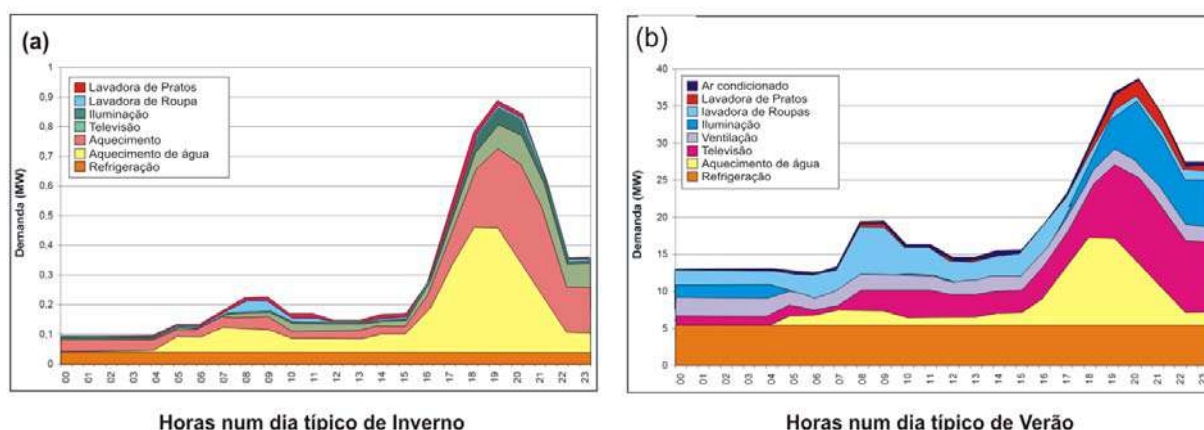 (a)
Lavadora de Pratos
Lavadora de Roupa
Iluminação
Televisão
Aquecimento
Aquecimento de água
Refrigeração
Demanda (MW)
1
0,9
0,8
0,7
0,6
0,5
0,4
0,3
0,2
0,1
0
00 01 02 03 04 05 06 07 08 09 10 11 12 13 14 15 16 17 18 19 20 21 22 23
Horas num dia típico de Inverno
(b)
Ar condicionado
Lavadora de Pratos
lavadora de Roupas
Iluminação
Ventilação
Televisão
Aquecimento de água
Refrigeração
Demanda (MW)
40
35
30
25
20
15
10
5
0
00 01 02 03 04 05 06 07 08 09 10 11 12 13 14 15 16 17 18 19 20 21 22 23
Horas num dia típico de Verão